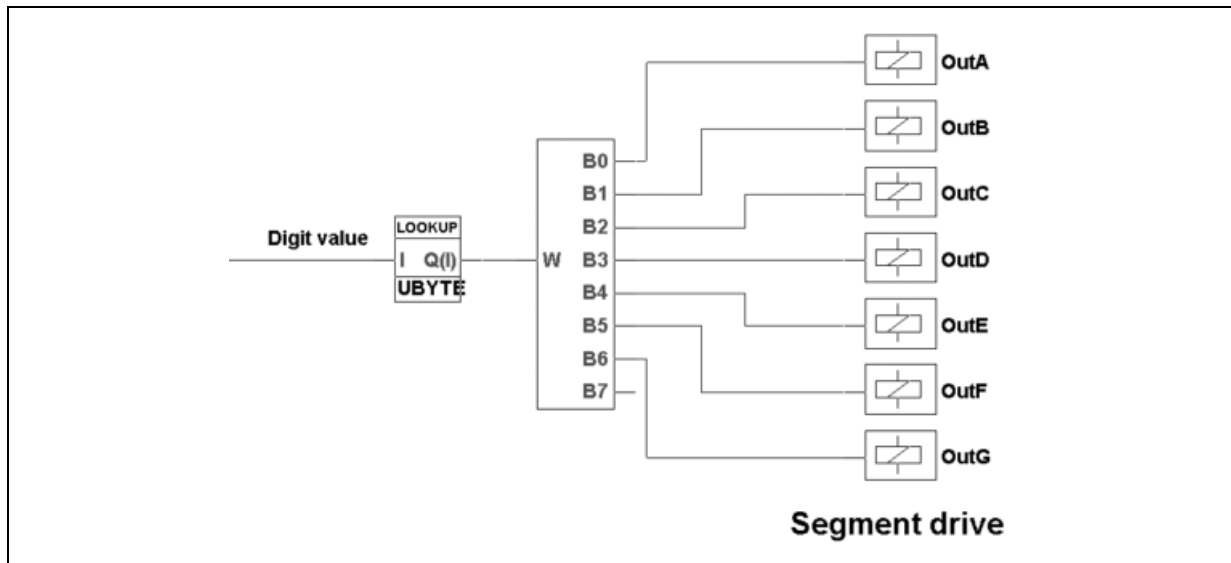 OutA
OutB
B0
B1
OutC
B2
LOOKUP
Digit value
I Q(I)
W B3
OutD
UBYTE
B4
OutE
B5
B6
OutF
B7
OutG
Segment drive